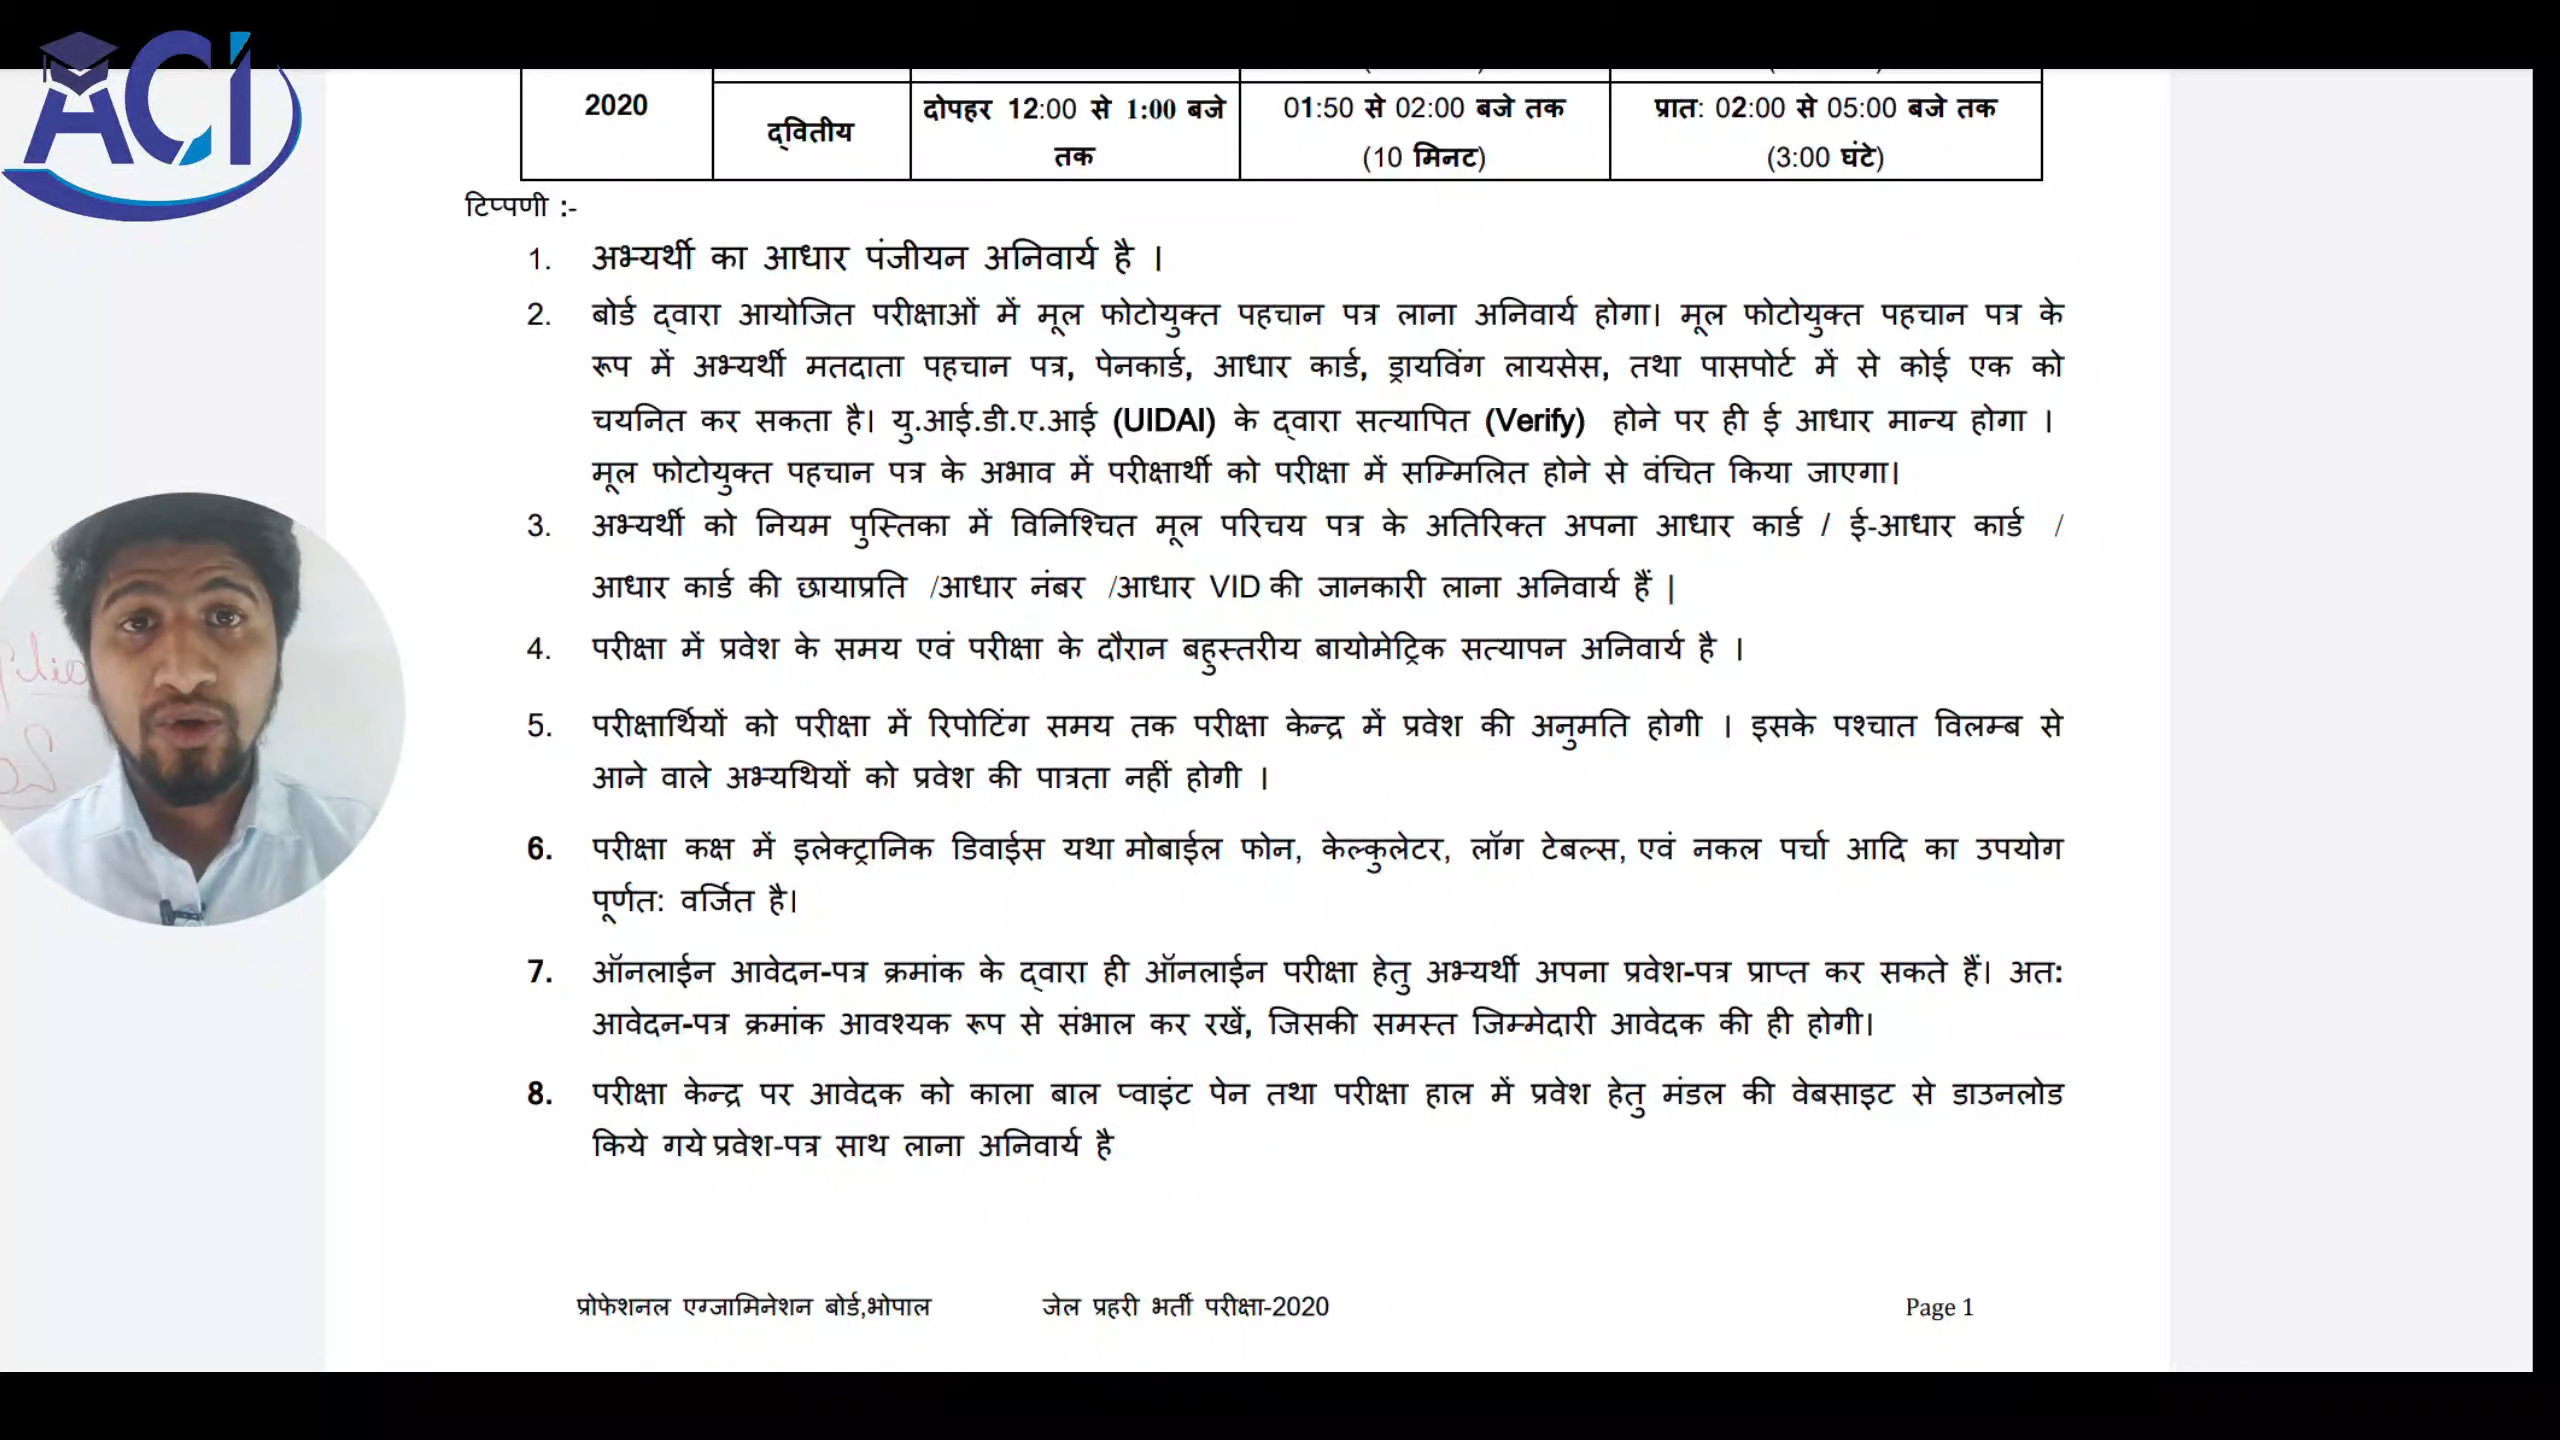 ACI
2020
द्वितीय
दोपहर 12:00 से 1:00 बजे
तक
01:50 से 02:00 बजे तक
(10 मिनट)
प्रात: 02:00 से 05:00 बजे तक
(3:00 घंटे)
टिप्पणी :-
1. अभ्यर्थी का आधार पंजीयन अनिवार्य है ।
2. बोर्ड द्वारा आयोजित परीक्षाओं में मूल फोटोयुक्त पहचान पत्र लाना अनिवार्य होगा। मूल फोटोयुक्त पहचान पत्र के
रूप में अभ्यर्थी मतदाता पहचान पत्र, पेनकार्ड, आधार कार्ड, ड्रायविंग लायसेस, तथा पासपोर्ट में से कोई एक को
चयनित कर सकता है। यु.आई.डी.ए.आई (UIDAI) के द्वारा सत्यापित (Verify) होने पर ही ई आधार मान्य होगा ।
मूल फोटोयुक्त पहचान पत्र के अभाव में परीक्षार्थी को परीक्षा में सम्मिलित होने से वंचित किया जाएगा।
3. अभ्यर्थी को नियम पुस्तिका में विनिश्चित मूल परिचय पत्र के अतिरिक्त अपना आधार कार्ड / ई-आधार कार्ड /
आधार कार्ड की छायाप्रति /आधार नंबर /आधार VID की जानकारी लाना अनिवार्य हैं |
4. परीक्षा में प्रवेश के समय एवं परीक्षा के दौरान बहुस्तरीय बायोमेट्रिक सत्यापन अनिवार्य है ।
5. परीक्षार्थियों को परीक्षा में रिपोटिंग समय तक परीक्षा केन्द्र में प्रवेश की अनुमति होगी । इसके पश्चात विलम्ब से
आने वाले अभ्यथियों को प्रवेश की पात्रता नहीं होगी ।
6. परीक्षा कक्ष में इलेक्ट्रानिक डिवाईस यथा मोबाईल फोन, केल्कुलेटर, लॉग टेबल्स, एवं नकल पर्चा आदि का उपयोग
पूर्णत: वर्जित है।
7. ऑनलाईन आवेदन-पत्र क्रमांक के द्वारा ही ऑनलाईन परीक्षा हेतु अभ्यर्थी अपना प्रवेश-पत्र प्राप्त कर सकते हैं। अत:
आवेदन-पत्र क्रमांक आवश्यक रूप से संभाल कर रखें, जिसकी समस्त जिम्मेदारी आवेदक की ही होगी।
8. परीक्षा केन्द्र पर आवेदक को काला बाल प्वाइंट पेन तथा परीक्षा हाल में प्रवेश हेतु मंडल की वेबसाइट से डाउनलोड
किये गये प्रवेश-पत्र साथ लाना अनिवार्य है
प्रोफेशनल एग्जामिनेशन बोर्ड,भोपाल जेल प्रहरी भर्ती परीक्षा-2020 Page 1